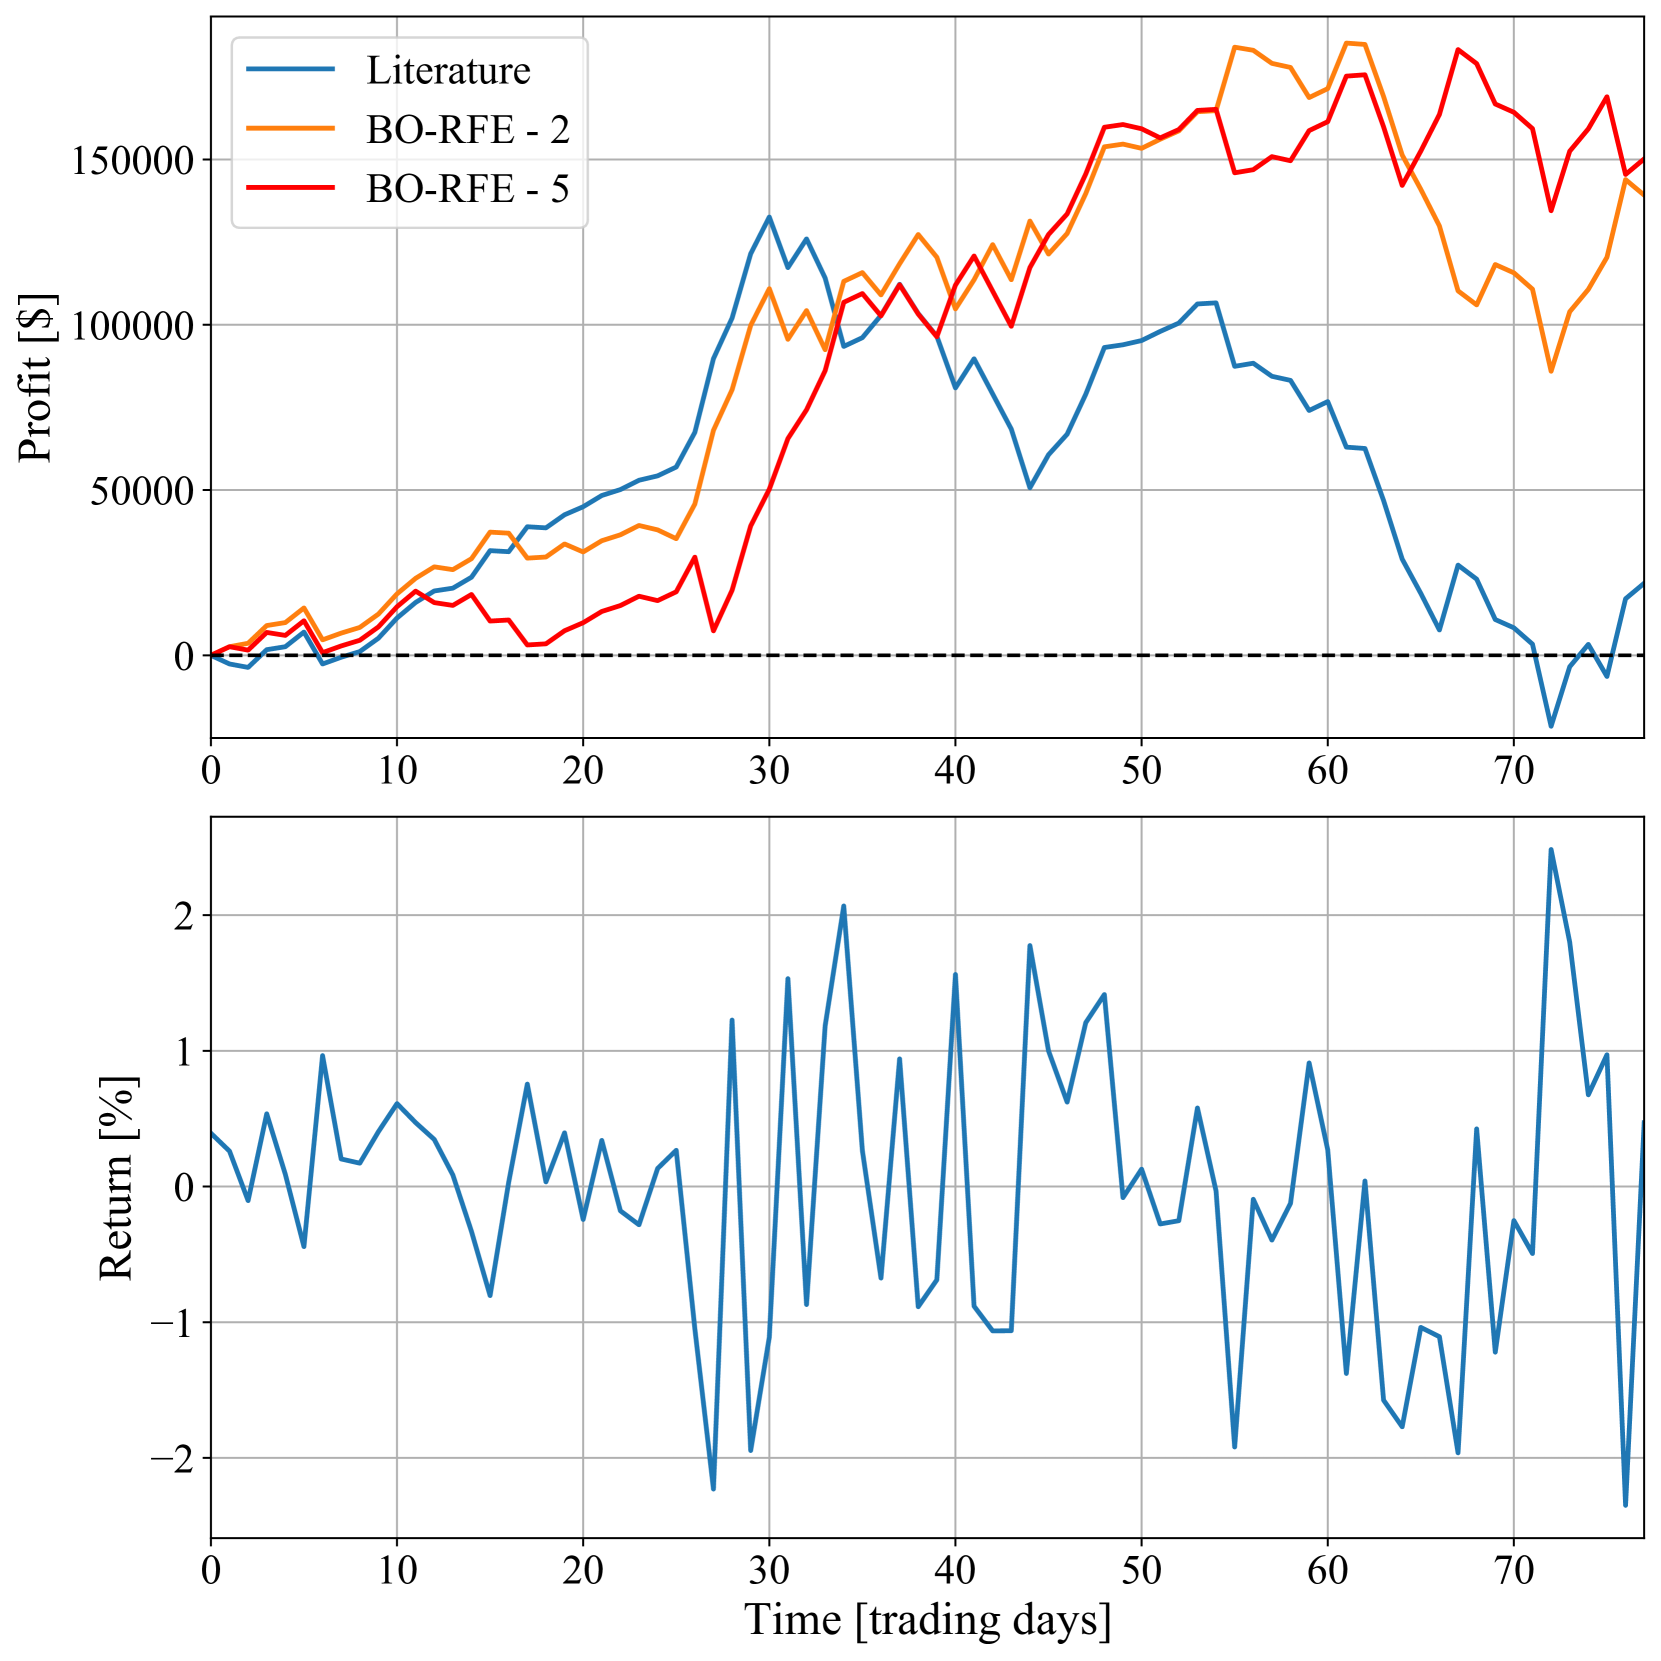 Literature
BO-RFE - 2
BO-RFE - 5
Profit [$]
150000
100000
50000
0
0 10 20 30 40 50 60 70
Return [%]
2
1
0
−1
−2
0 10 20 30 40 50 60 70
Time [trading days]